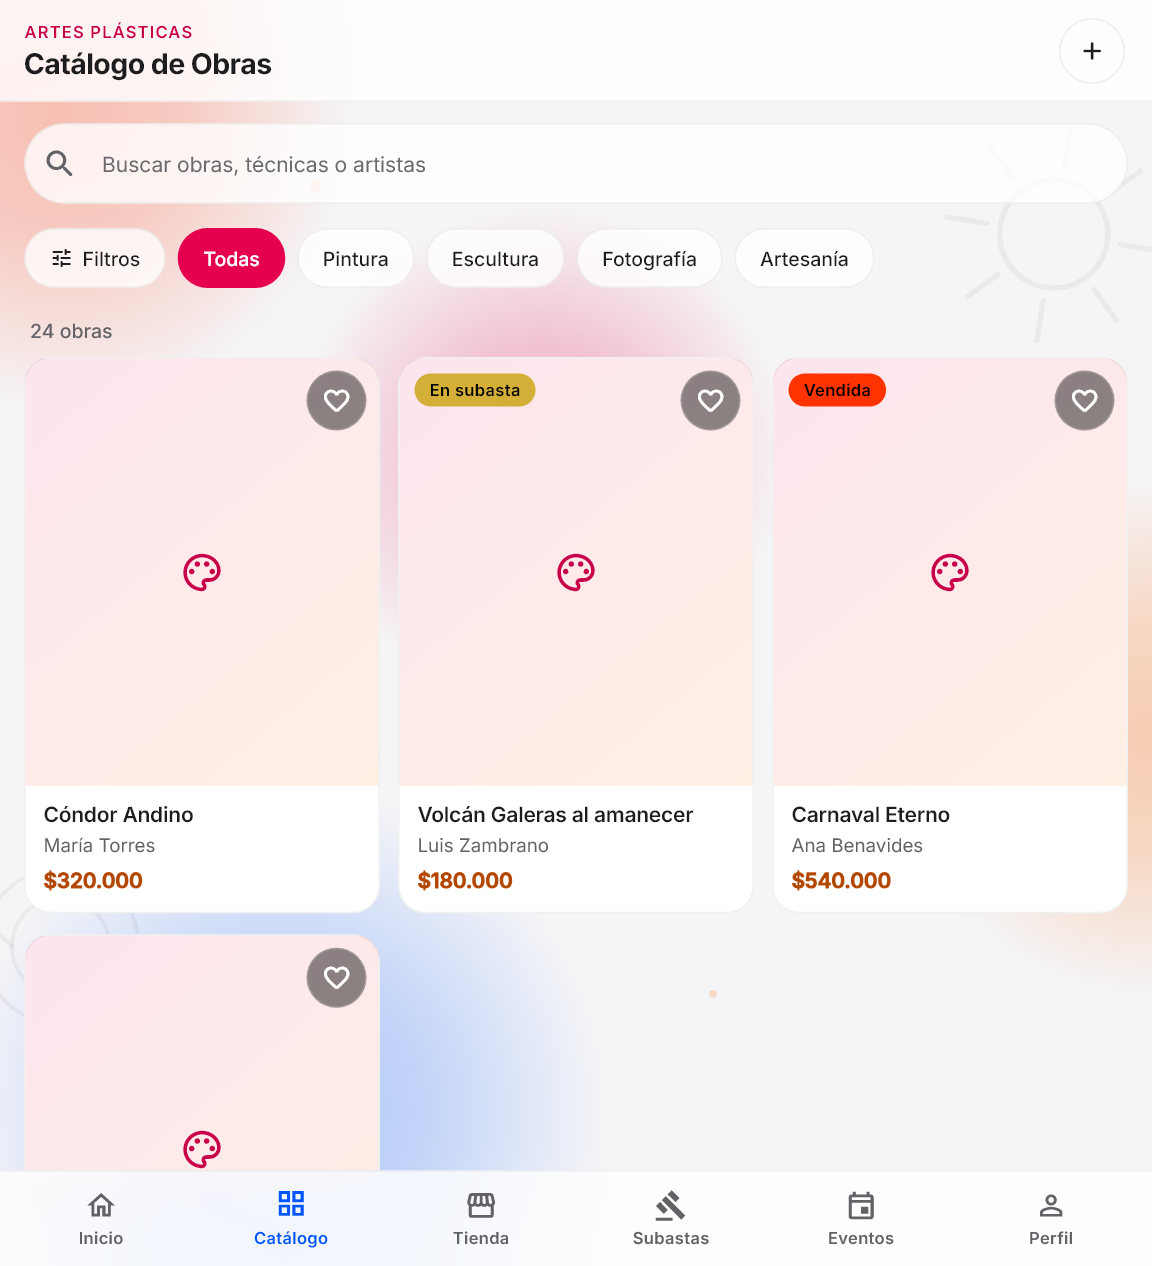 ARTES PLÁSTICAS
Catálogo de Obras
Buscar obras, técnicas o artistas
Filtros
Todas
Pintura
Escultura
Fotografía
Artesanía
24 obras
En subasta
Vendida
Cóndor Andino
María Torres
$320.000
Volcán Galeras al amanecer
Luis Zambrano
$180.000
Carnaval Eterno
Ana Benavides
$540.000
Inicio
Catálogo
Tienda
Subastas
Eventos
Perfil